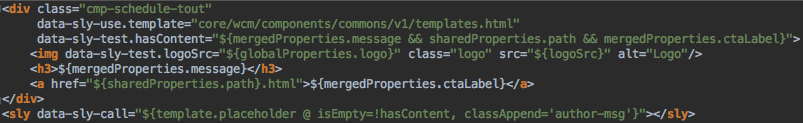 <div class="cmp-schedule-tout"
data-sly-use.template="core/wcm/components/commons/v1/templates.html"
data-sly-test.hasContent="${mergedProperties.message && sharedProperties.path && mergedProperties.ctaLabel}">
<img data-sly-test.logoSrc="${globalProperties.logo}" class="logo" src="${logoSrc}" alt="Logo"/>
<h3>${mergedProperties.message}</h3>
<a href="${sharedProperties.path}.html">${mergedProperties.ctaLabel}</a>
</div>
<sly data-sly-call="${template.placeholder @ isEmpty=!hasContent, classAppend='author-msg'}"></sly>